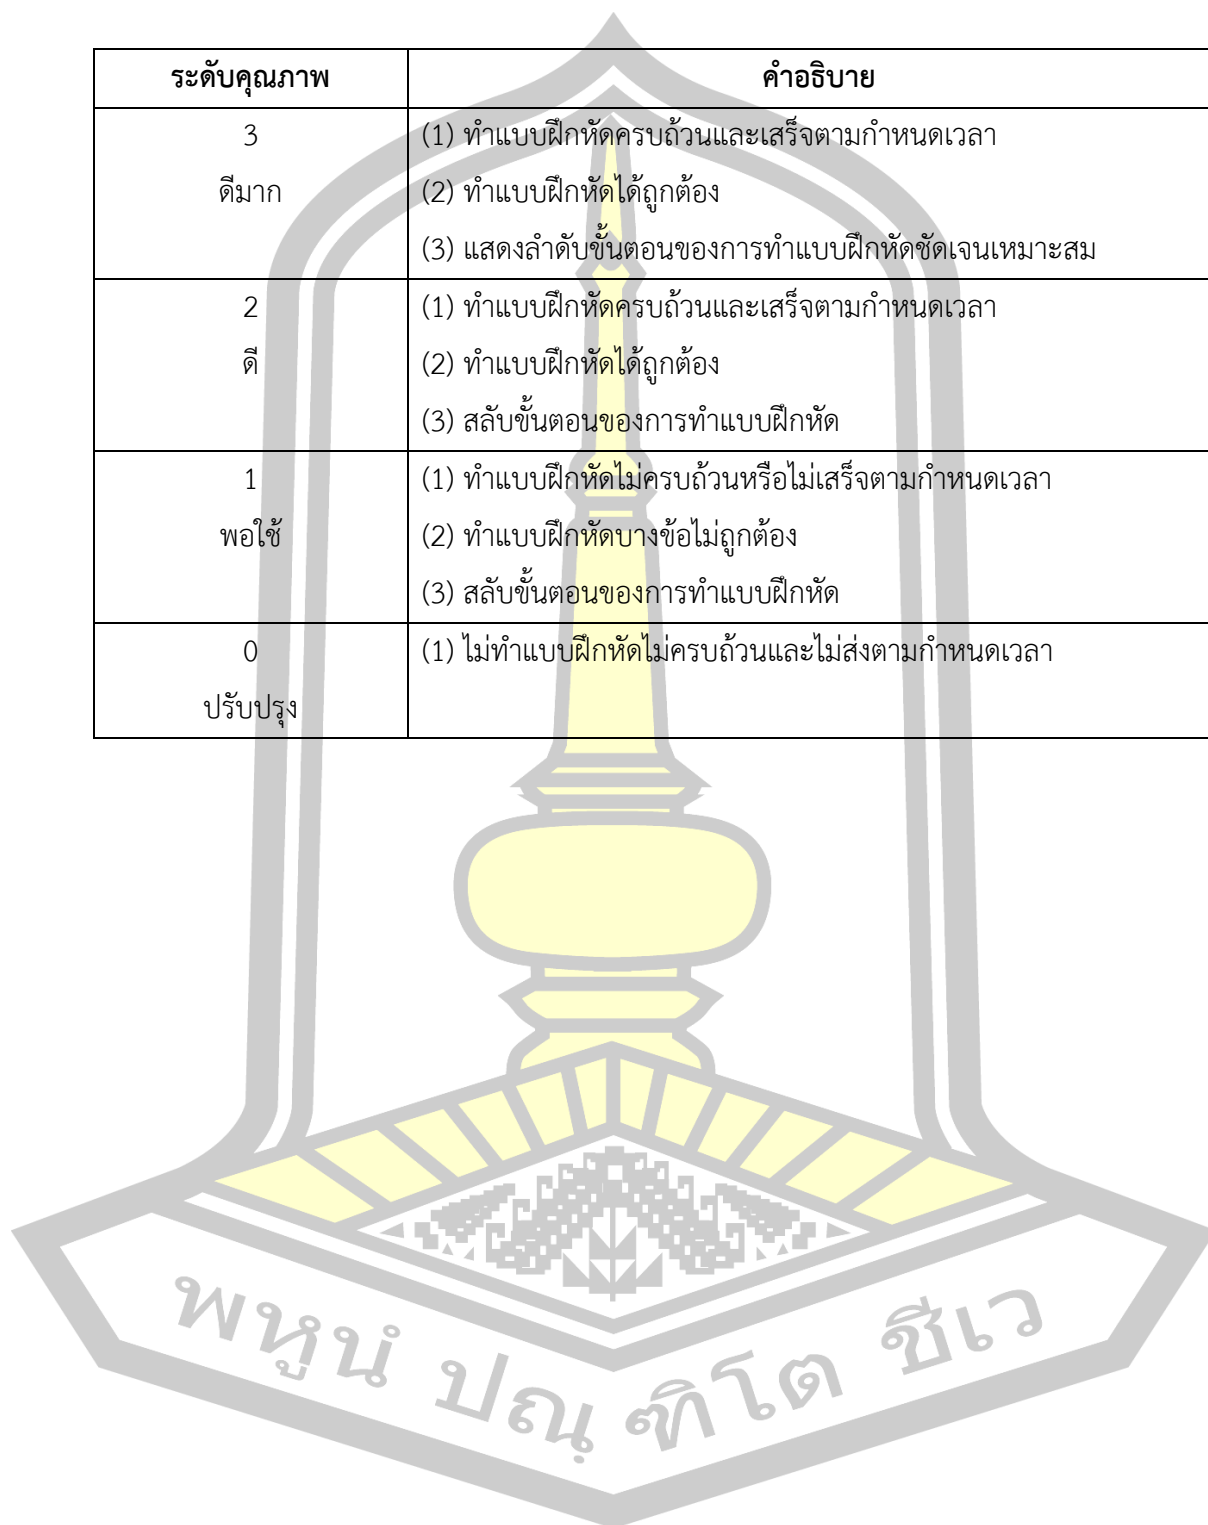 ระดับคุณภาพ คำอธิบาย
3 (1) ทำแบบฝึกหัดครบถ้วนและเสร็จตามกำหนดเวลา
ดีมาก (2) ทำแบบฝึกหัดได้ถูกต้อง
(3) แสดงลำดับขั้นตอนของการทำแบบฝึกหัดชัดเจนเหมาะสม
2 (1) ทำแบบฝึกหัดครบถ้วนและเสร็จตามกำหนดเวลา
ดี (2) ทำแบบฝึกหัดได้ถูกต้อง
(3) สลับขั้นตอนของการทำแบบฝึกหัด
1 (1) ทำแบบฝึกหัดไม่ครบถ้วนหรือไม่เสร็จตามกำหนดเวลา
พอใช้ (2) ทำแบบฝึกหัดบางข้อไม่ถูกต้อง
(3) สลับขั้นตอนของการทำแบบฝึกหัด
0 (1) ไม่ทำแบบฝึกหัดไม่ครบถ้วนและไม่ส่งตามกำหนดเวลา
ปรับปรุง
พหูนํ ปณฺ ฑิโต ชีเว